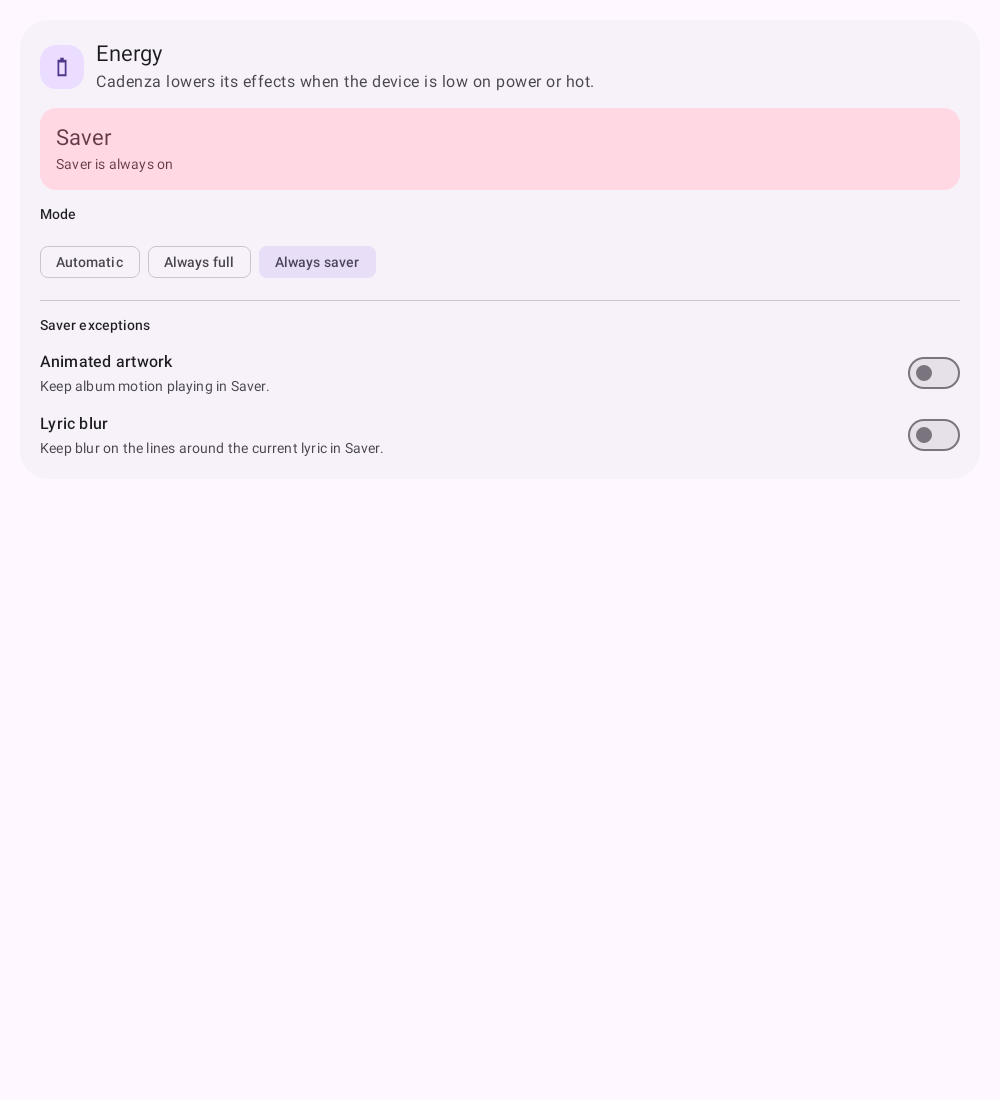 Energy
Cadenza lowers its effects when the device is low on power or hot.
Saver
Saver is always on
Mode
Automatic
Always full
Always saver
Saver exceptions
Animated artwork
Keep album motion playing in Saver.
Lyric blur
Keep blur on the lines around the current lyric in Saver.